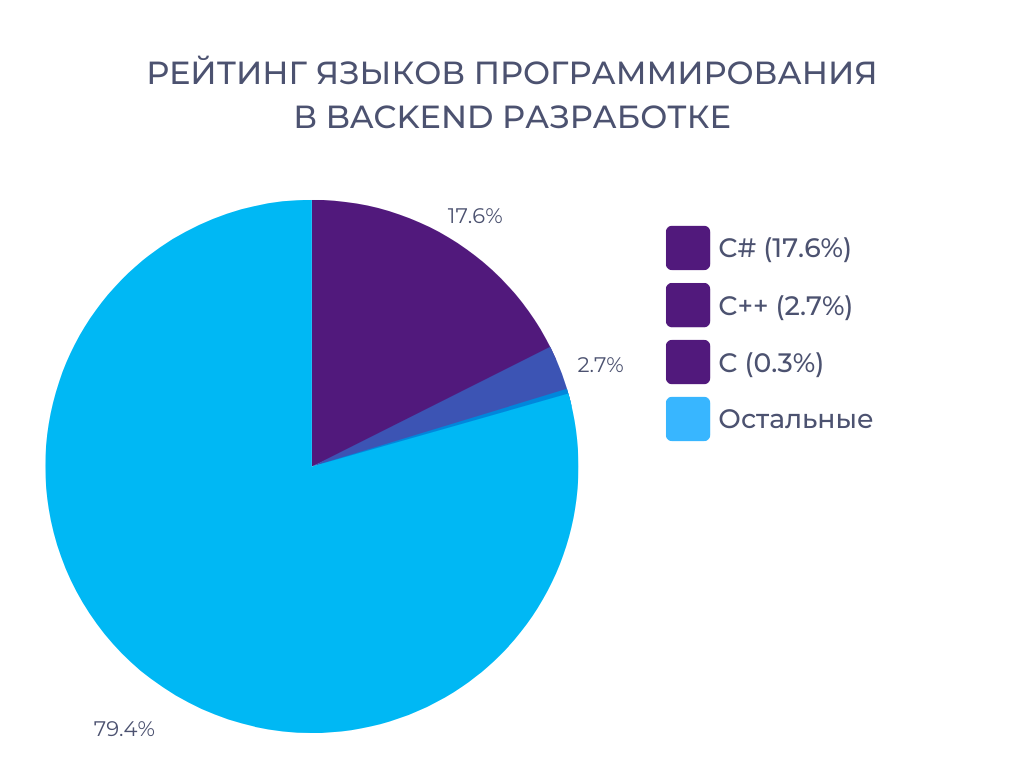 РЕЙТИНГ ЯЗЫКОВ ПРОГРАММИРОВАНИЯ
В BACKEND РАЗРАБОТКЕ
17.6%
C# (17.6%)
C++ (2.7%)
2.7%
C (0.3%)
Остальные
79.4%